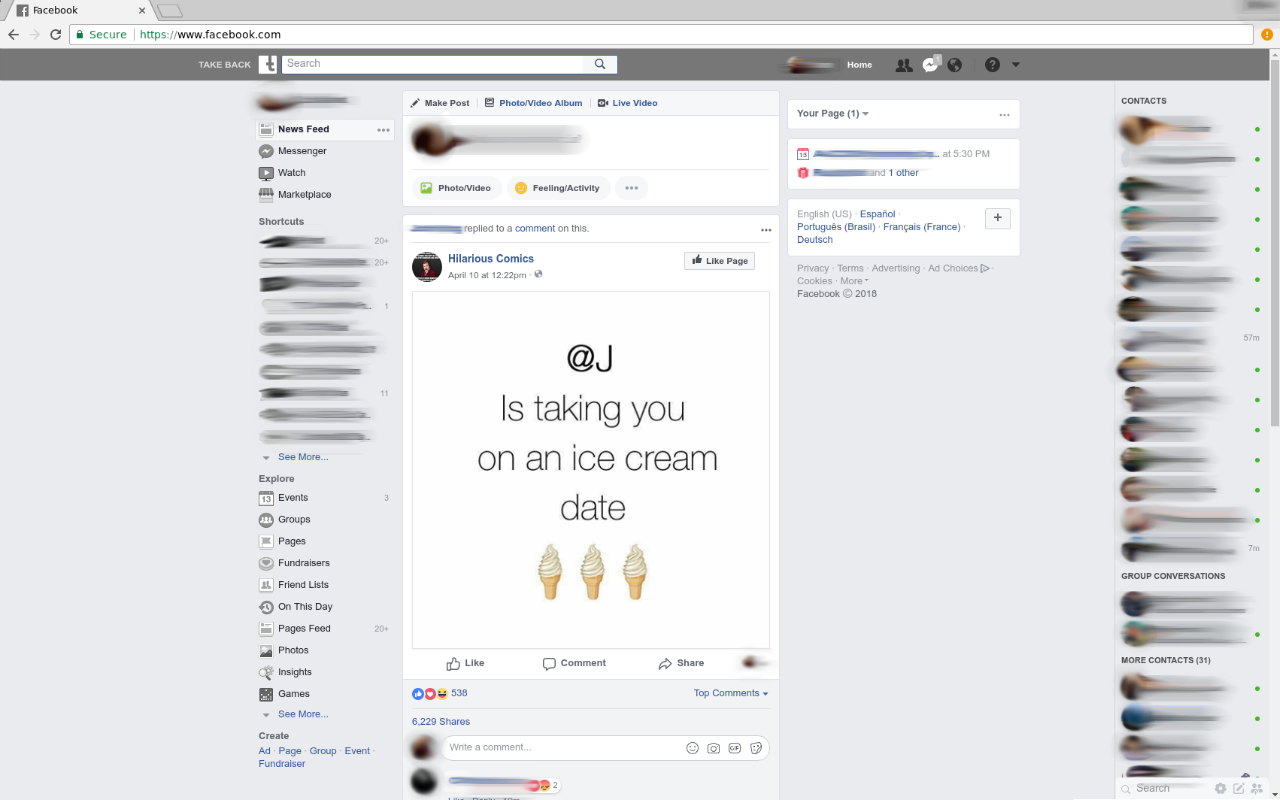 Facebook
Secure
https://www.facebook.com
TAKE BACK
t
Search
Home
1
News Feed
Messenger
Watch
Marketplace
Shortcuts
20+
20+
1
11
See More...
Explore
13
Events
3
Groups
Pages
Fundraisers
Friend Lists
On This Day
Pages Feed
20+
Photos
Insights
Games
See More...
Create
Ad · Page · Group · Event ·
Fundraiser
Make Post
Photo/Video Album
Live Video
Photo/Video
Feeling/Activity
replied to a comment on this.
Hilarious Comics
April 10 at 12:22pm ·
Like Page
@J
Is taking you
on an ice cream
date
Like
Comment
Share
538
Top Comments
6,229 Shares
Write a comment...
GIF
2
Your Page (1)
at 5:30 PM
and 1 other
English (US) · Español ·
Português (Brasil) · Français (France) ·
Deutsch
Privacy · Terms · Advertising · Ad Choices ·
Cookies · More
Facebook © 2018
CONTACTS
57m
7m
GROUP CONVERSATIONS
MORE CONTACTS (31)
Search